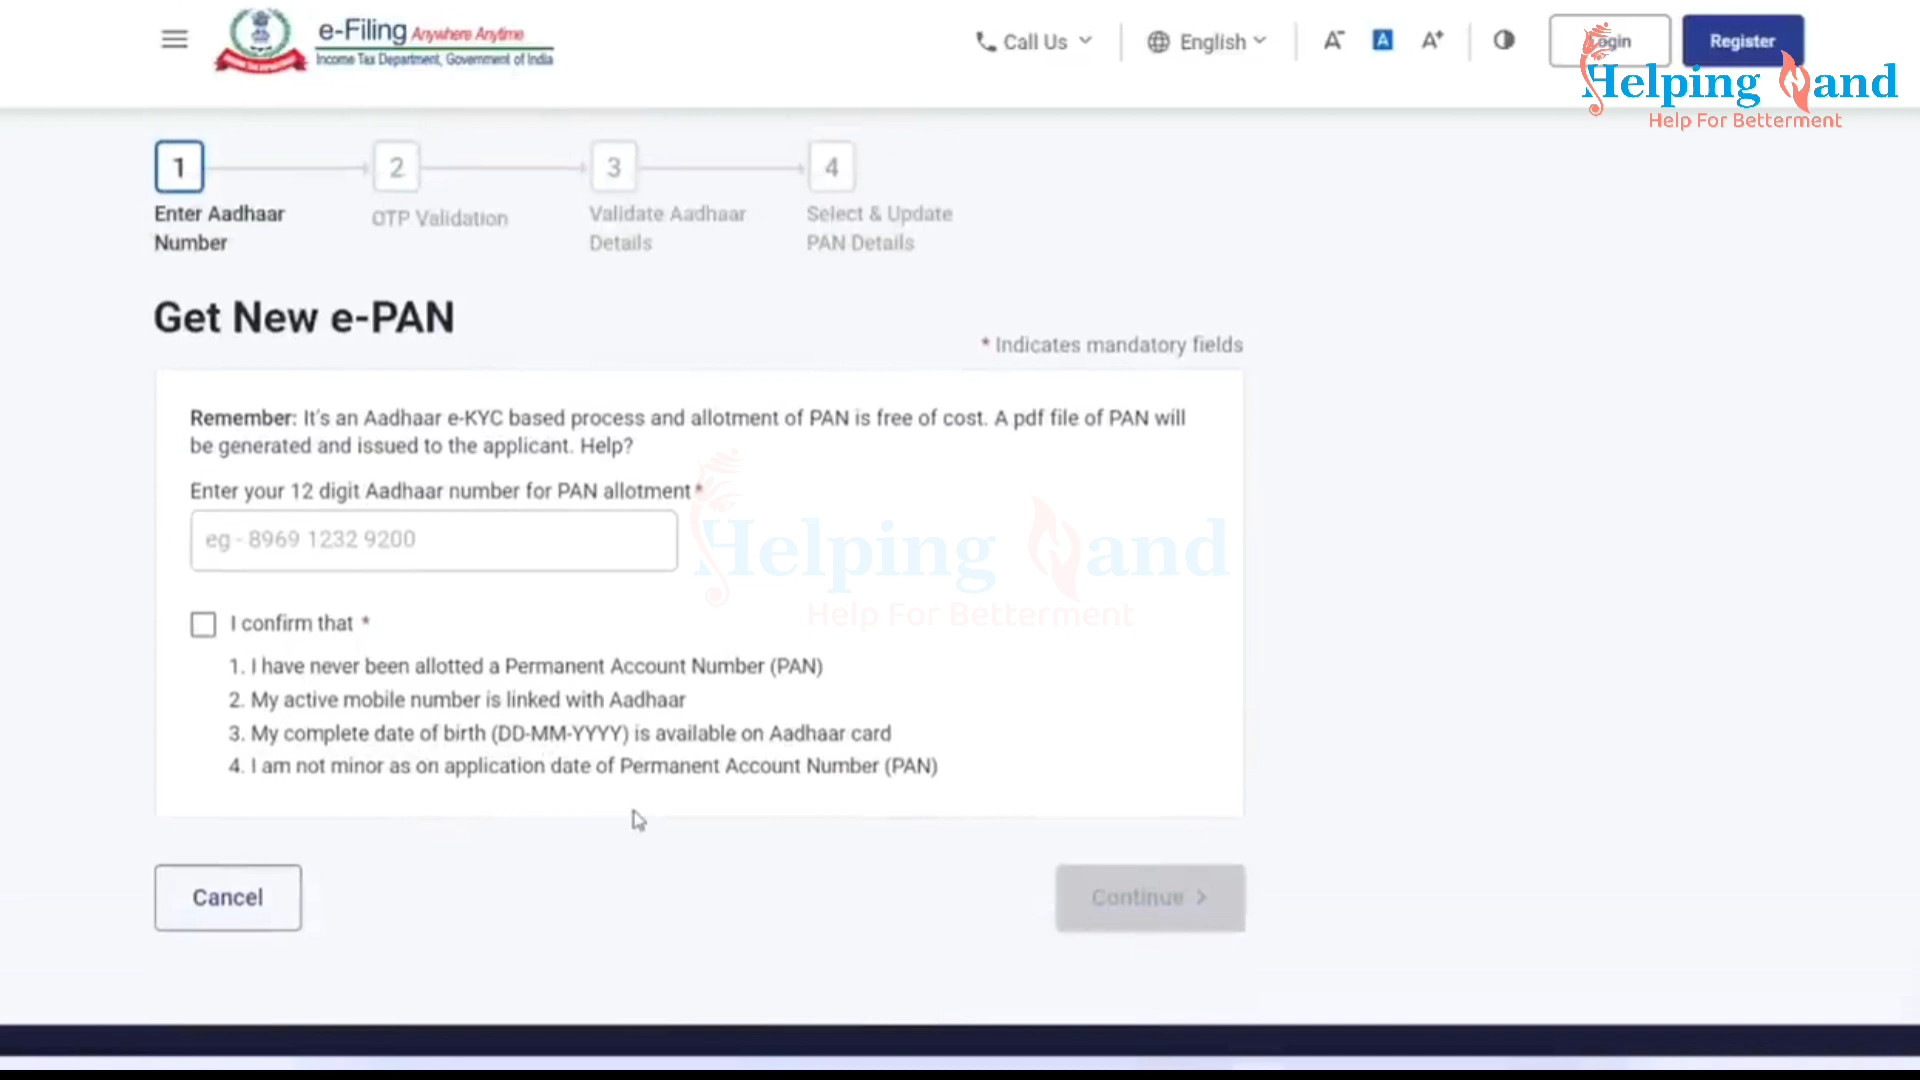 e-Filing Anywhere Anytime
Income Tax Department, Government of India
Call Us
English
A-
A
A+
Login
Register
Helping Hand
Help For Betterment
1
2
3
4
Enter Aadhaar
Number
OTP Validation
Validate Aadhaar
Details
Select & Update
PAN Details
Get New e-PAN
* Indicates mandatory fields
Remember: It's an Aadhaar e-KYC based process and allotment of PAN is free of cost. A pdf file of PAN will
be generated and issued to the applicant. Help?
Enter your 12 digit Aadhaar number for PAN allotment *
eg - 8969 1232 9200
Helping Hand
Help For Betterment
I confirm that *
1. I have never been allotted a Permanent Account Number (PAN)
2. My active mobile number is linked with Aadhaar
3. My complete date of birth (DD-MM-YYYY) is available on Aadhaar card
4. I am not minor as on application date of Permanent Account Number (PAN)
Cancel
Continue >